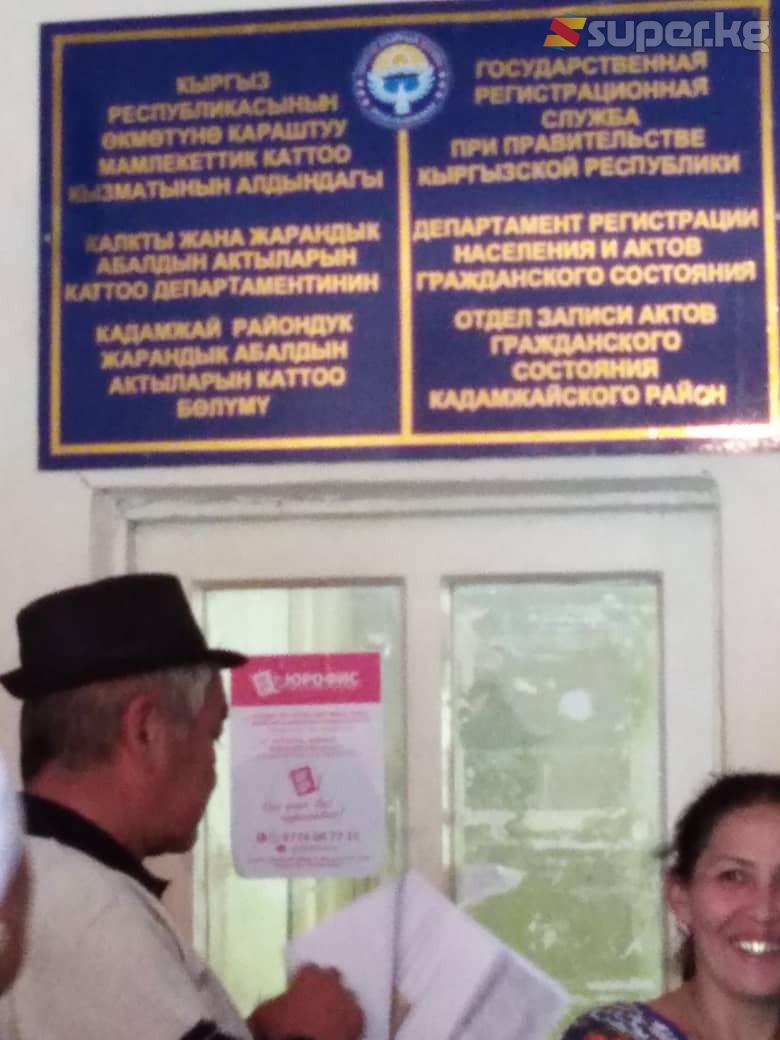 super.kg
КЫРГЫЗ
РЕСПУБЛИКАСЫНЫН
ӨКМӨТҮНӨ КАРАШТУУ
МАМЛЕКЕТТИК КАТТОО
КЫЗМАТЫНЫН АЛДЫНДАГЫ
КАЛКТЫ ЖАНА ЖАРАНДЫК
АБАЛДЫН АКТЫЛАРЫН
КАТТОО ДЕПАРТАМЕНТИНИН
КАДАМЖАЙ РАЙОНДУК
ЖАРАНДЫК АБАЛДЫН
АКТЫЛАРЫН КАТТОО
БӨЛҮМҮ
ГОСУДАРСТВЕННАЯ
РЕГИСТРАЦИОННАЯ
СЛУЖБА
ПРИ ПРАВИТЕЛЬСТВЕ
КЫРГЫЗСКОЙ РЕСПУБЛИКИ
ДЕПАРТАМЕНТ РЕГИСТРАЦИИ
НАСЕЛЕНИЯ И АКТОВ
ГРАЖДАНСКОГО СОСТОЯНИЯ
ОТДЕЛ ЗАПИСИ АКТОВ
ГРАЖДАНСКОГО
СОСТОЯНИЯ
КАДАМЖАЙСКОГО РАЙОН
ЮРОФИС